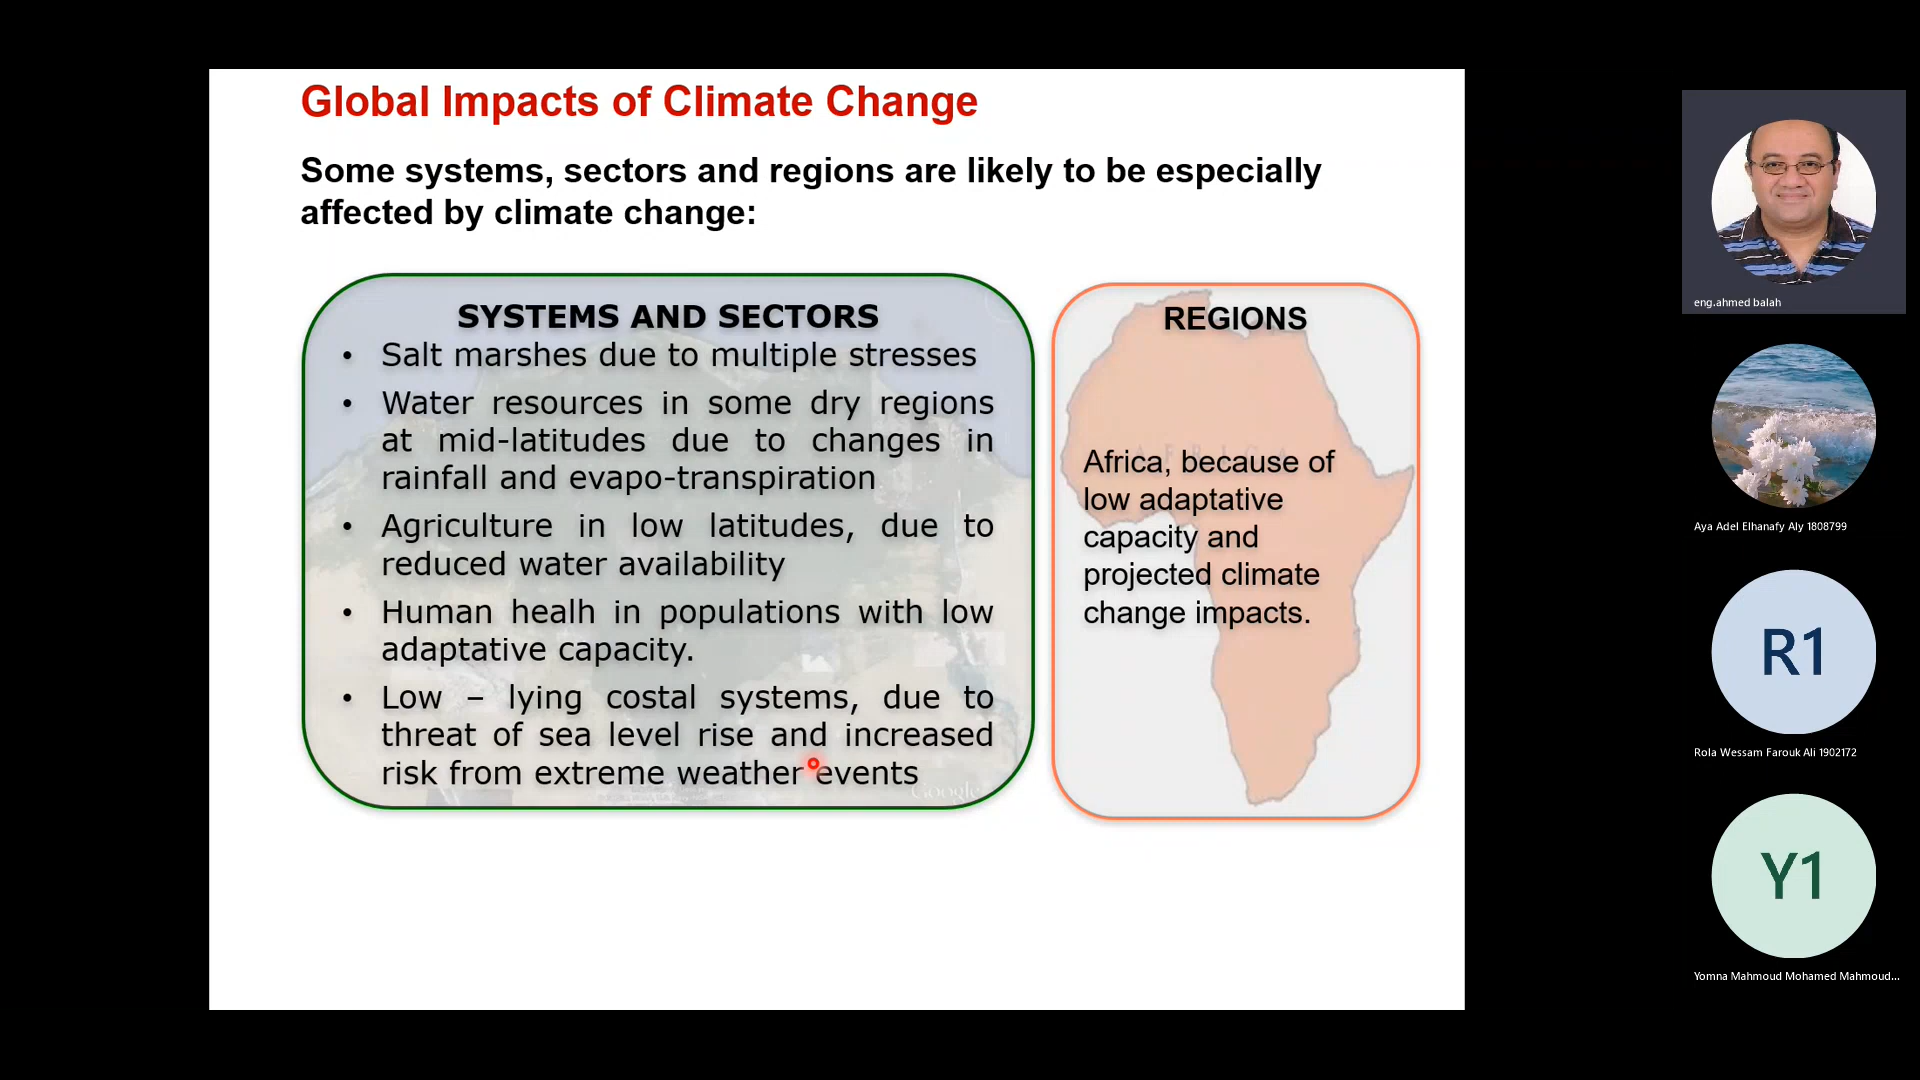 Global Impacts of Climate Change
Some systems, sectors and regions are likely to be especially
affected by climate change:
SYSTEMS AND SECTORS
• Salt marshes due to multiple stresses
• Water resources in some dry regions
at mid-latitudes due to changes in
rainfall and evapo-transpiration
• Agriculture in low latitudes, due to
reduced water availability
• Human healh in populations with low
adaptative capacity.
• Low – lying costal systems, due to
threat of sea level rise and increased
risk from extreme weather events
Google
REGIONS
AFRICA
Africa, because of
low adaptative
capacity and
projected climate
change impacts.
eng.ahmed balah
Aya Adel Elhanafy Aly 1808799
R1
Rola Wessam Farouk Ali 1902172
Y1
Yomna Mahmoud Mohamed Mahmoud...